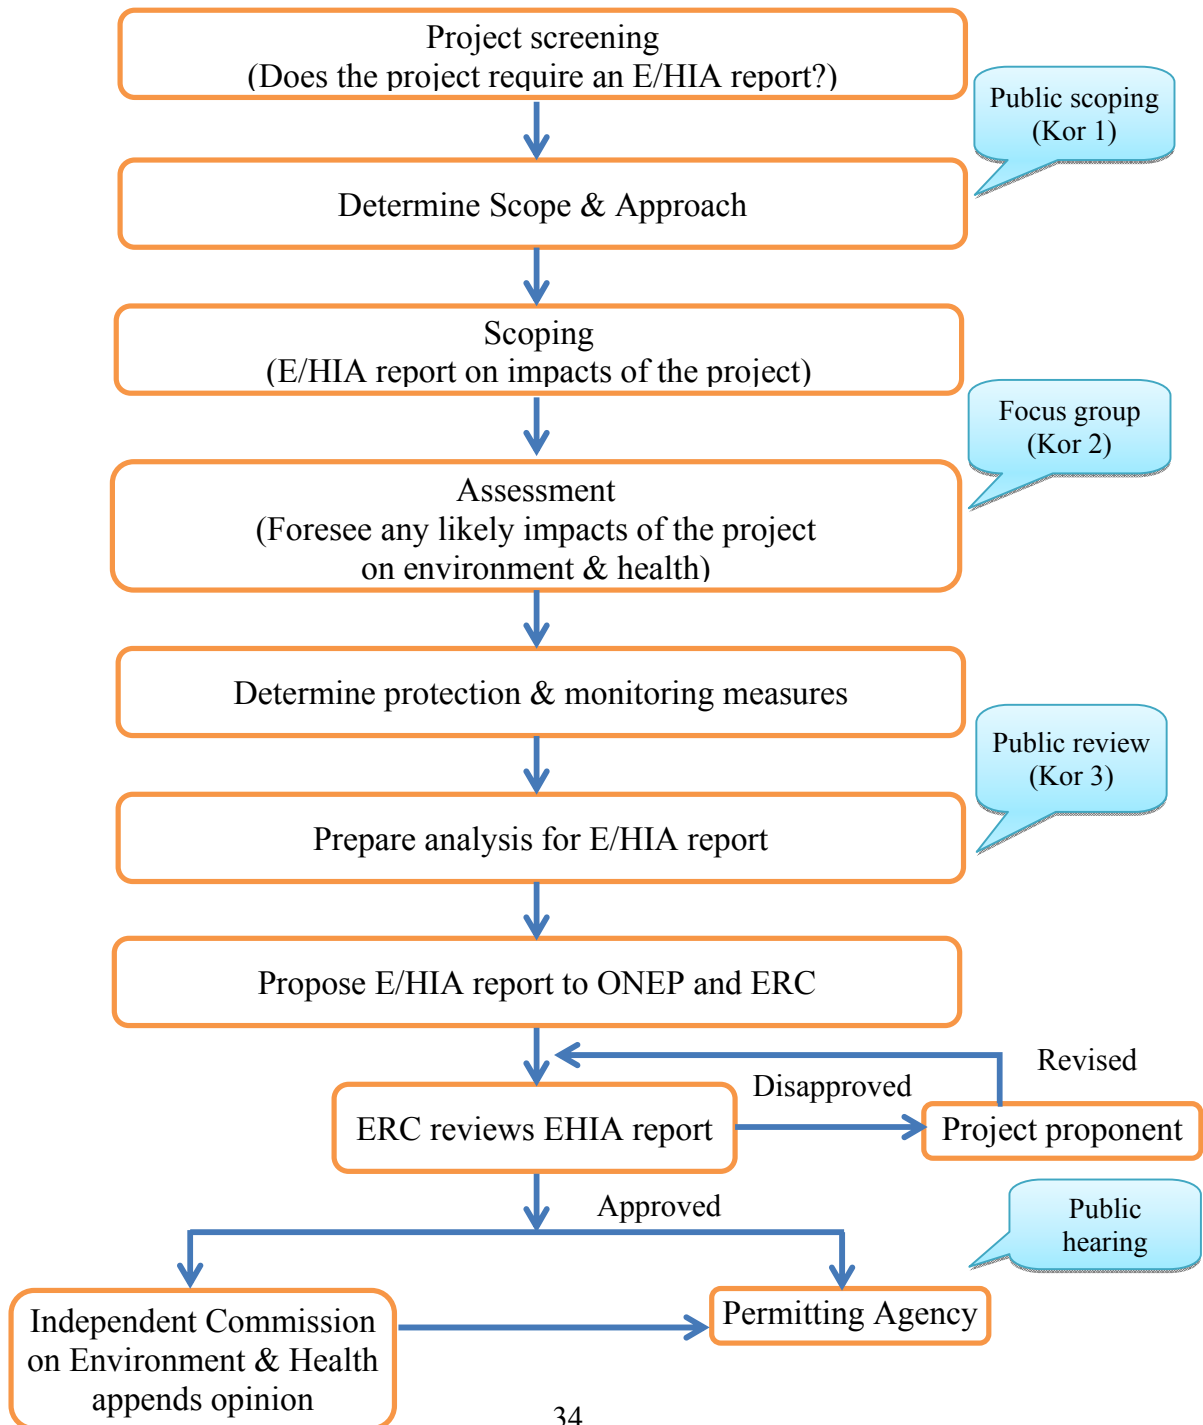 Project screening
(Does the project require an E/HIA report?)
Public scoping
(Kor 1)
Determine Scope & Approach
Scoping
(E/HIA report on impacts of the project)
Focus group
(Kor 2)
Assessment
(Foresee any likely impacts of the project
on environment & health)
Determine protection & monitoring measures
Public review
(Kor 3)
Prepare analysis for E/HIA report
Propose E/HIA report to ONEP and ERC
Revised
Disapproved
ERC reviews EHIA report
Project proponent
Approved
Public
hearing
Independent Commission
on Environment & Health
appends opinion
Permitting Agency
34